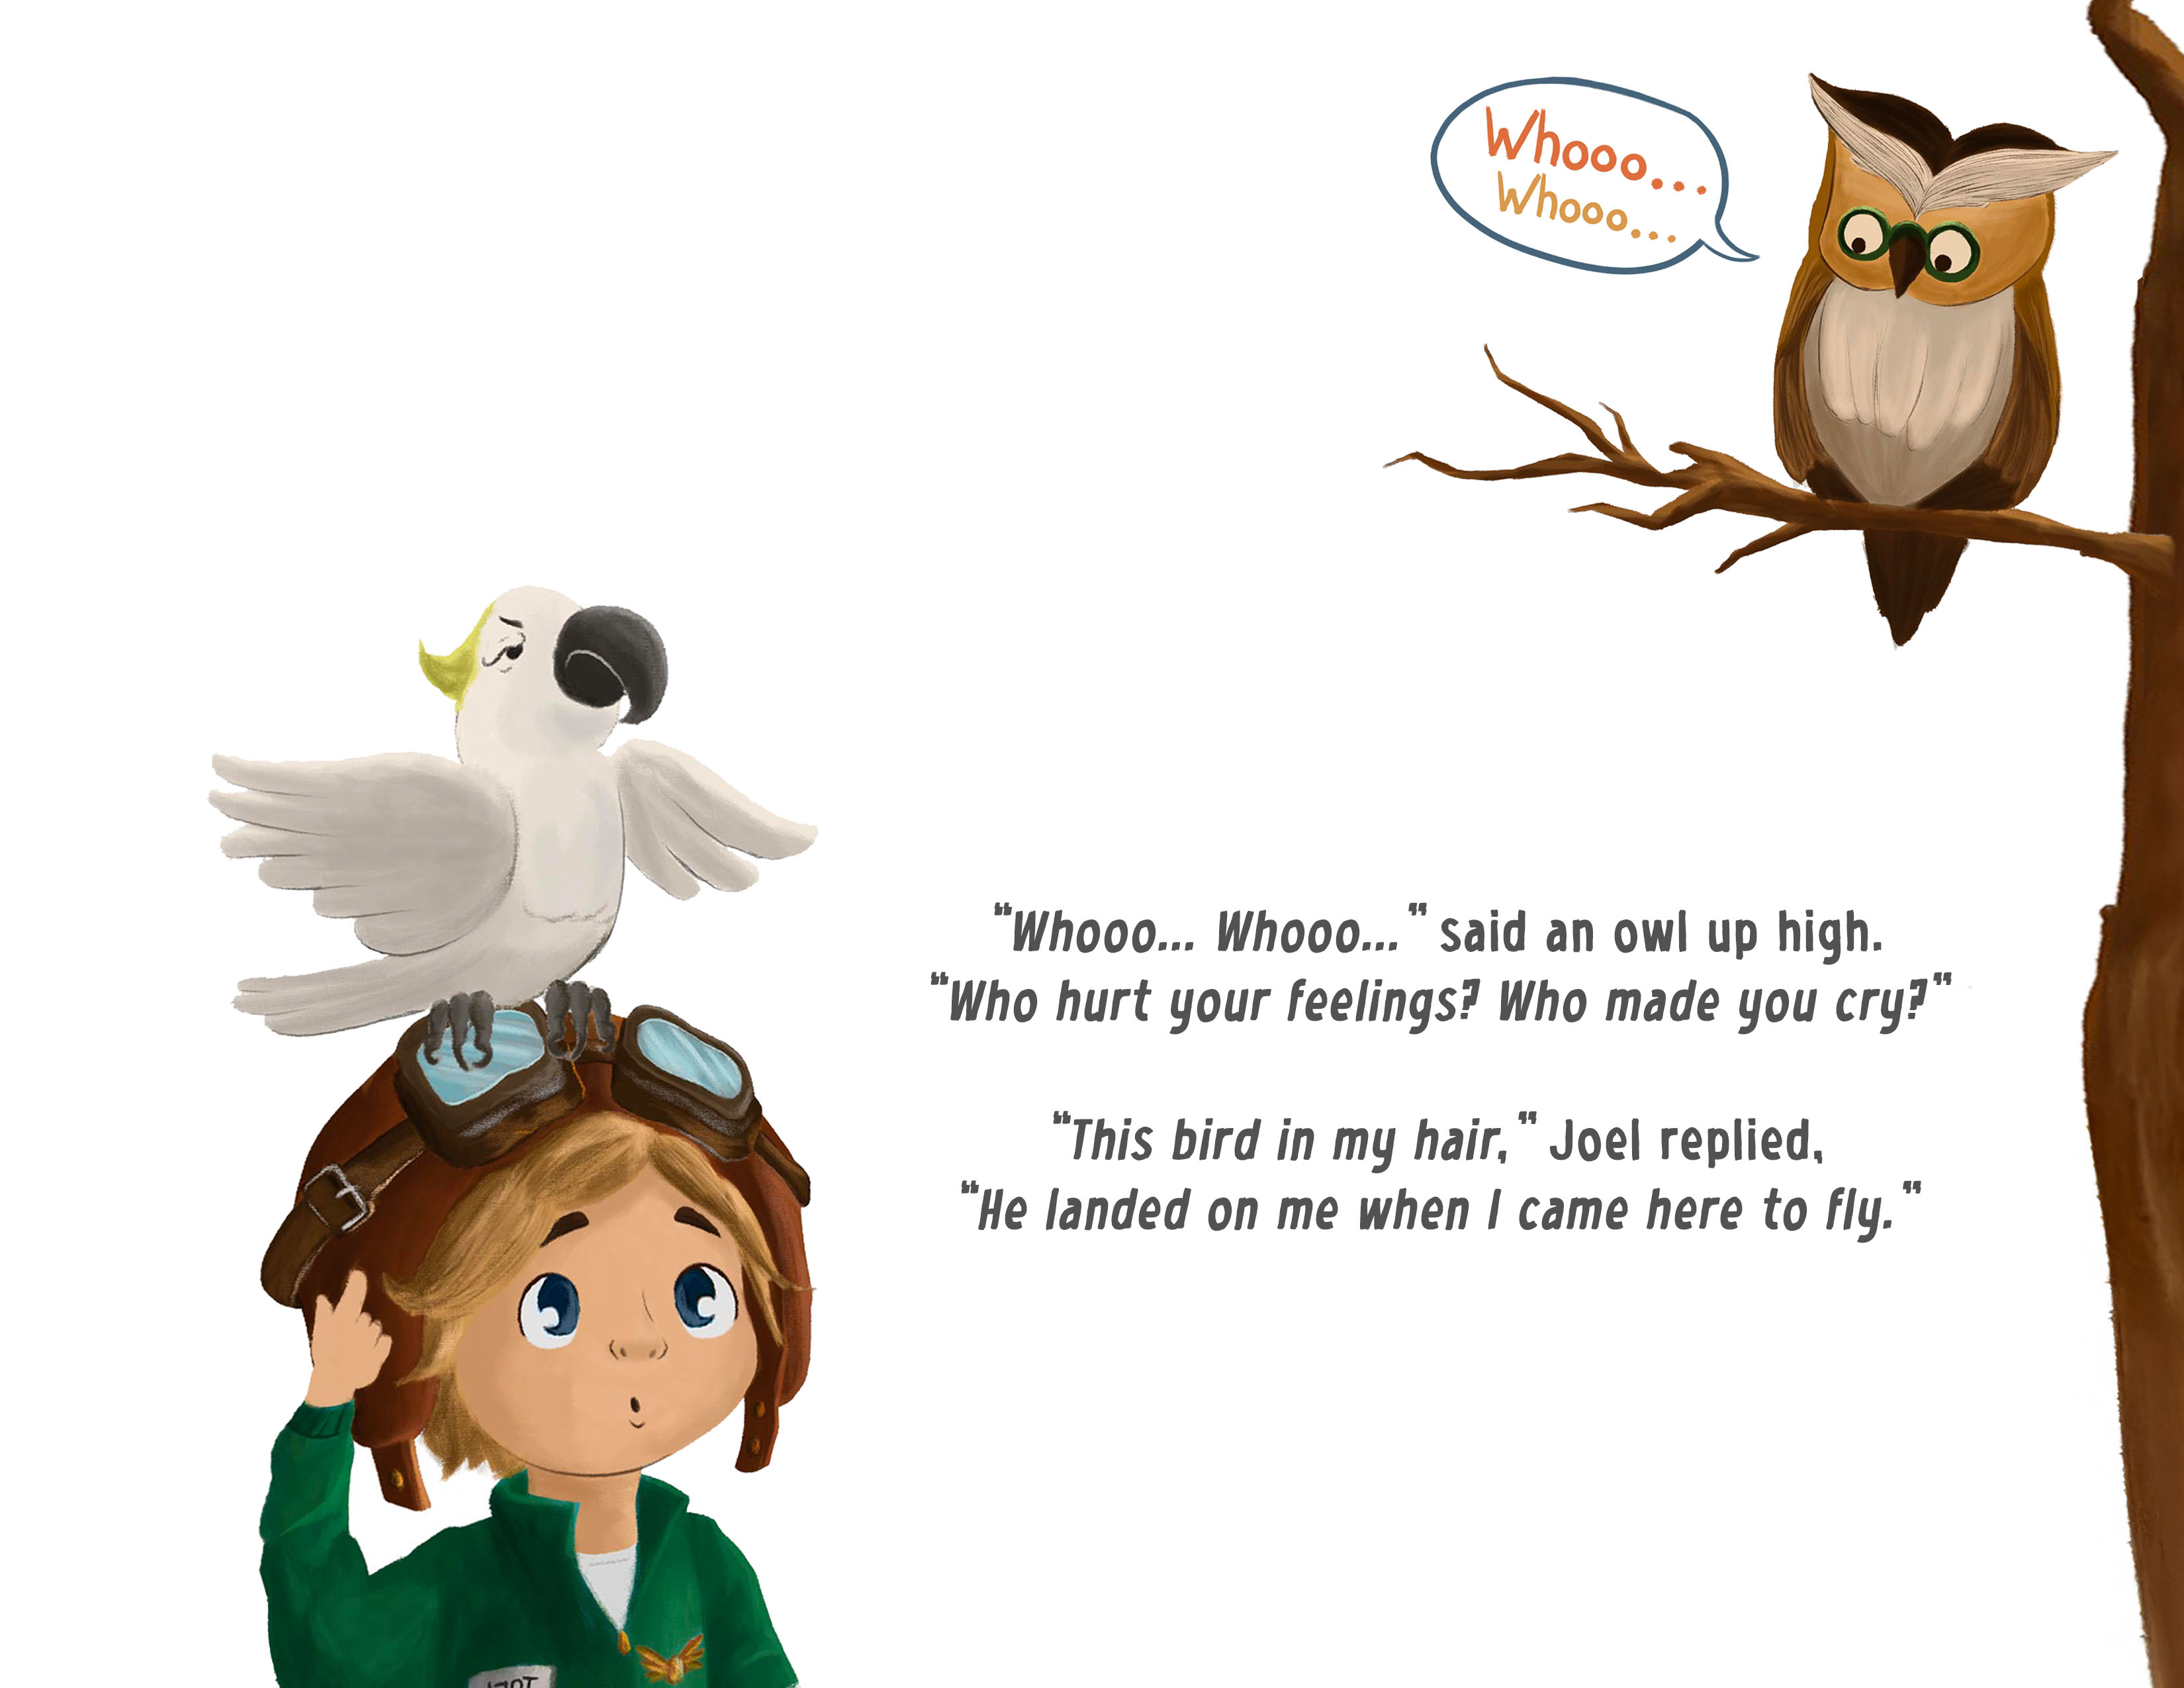 Whooo...
Whooo...
"Whooo... Whooo..." said an owl up high.
"Who hurt your feelings? Who made you cry?"
"This bird in my hair," Joel replied,
"He landed on me when I came here to fly."